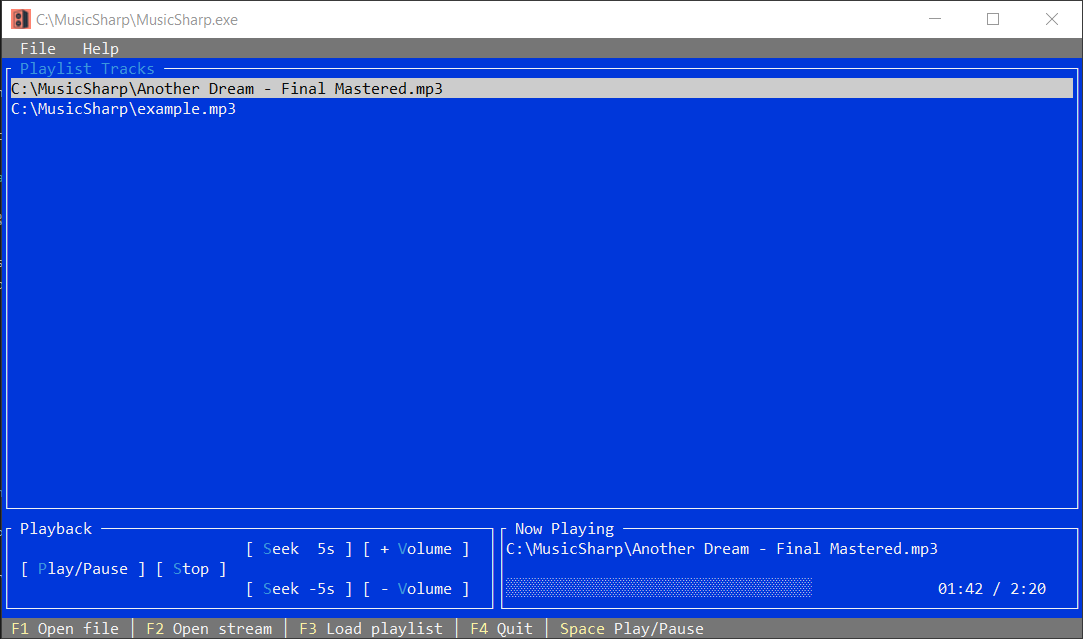 C:\MusicSharp\MusicSharp.exe
File Help
Playlist Tracks
C:\MusicSharp\Another Dream - Final Mastered.mp3
C:\MusicSharp\example.mp3
Playback
[ Seek  5s ] [ + Volume ]
[ Play/Pause ] [ Stop ]
[ Seek -5s ] [ - Volume ]
Now Playing
C:\MusicSharp\Another Dream - Final Mastered.mp3
01:42 / 2:20
F1 Open file │ F2 Open stream │ F3 Load playlist │ F4 Quit │ Space Play/Pause